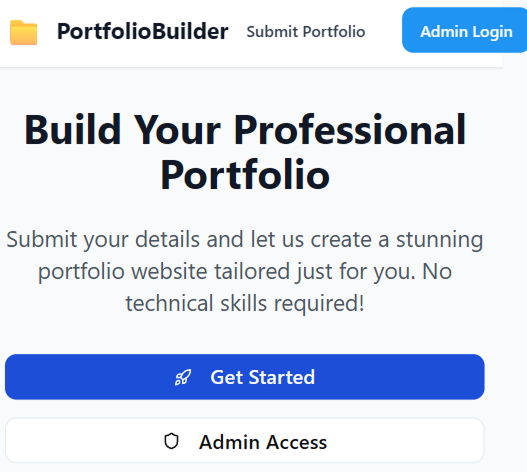 PortfolioBuilder Submit Portfolio Admin Login
Build Your Professional
Portfolio
Submit your details and let us create a stunning
portfolio website tailored just for you. No
technical skills required!
Get Started
Admin Access